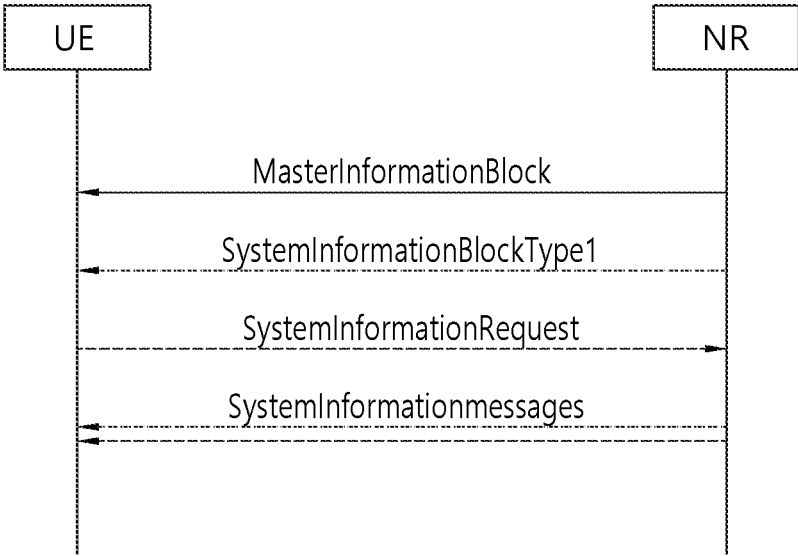 UE
NR
MasterInformationBlock
SystemInformationBlockType1
SystemInformationRequest
SystemInformationmessages